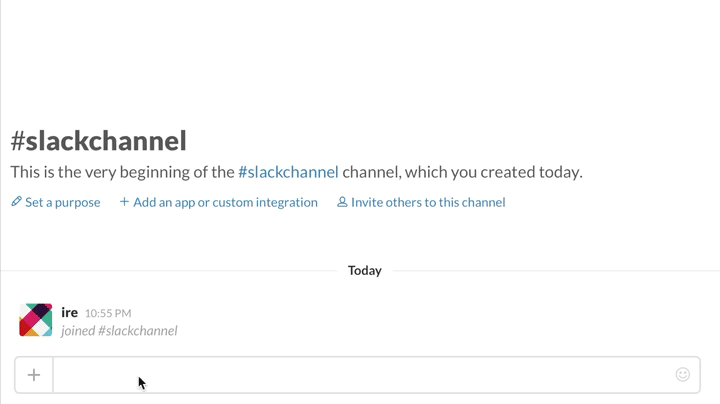 #slackchannel
This is the very beginning of the #slackchannel channel, which you created today.
Set a purpose + Add an app or custom integration Invite others to this channel
Today
ire 10:55 PM
joined #slackchannel
+